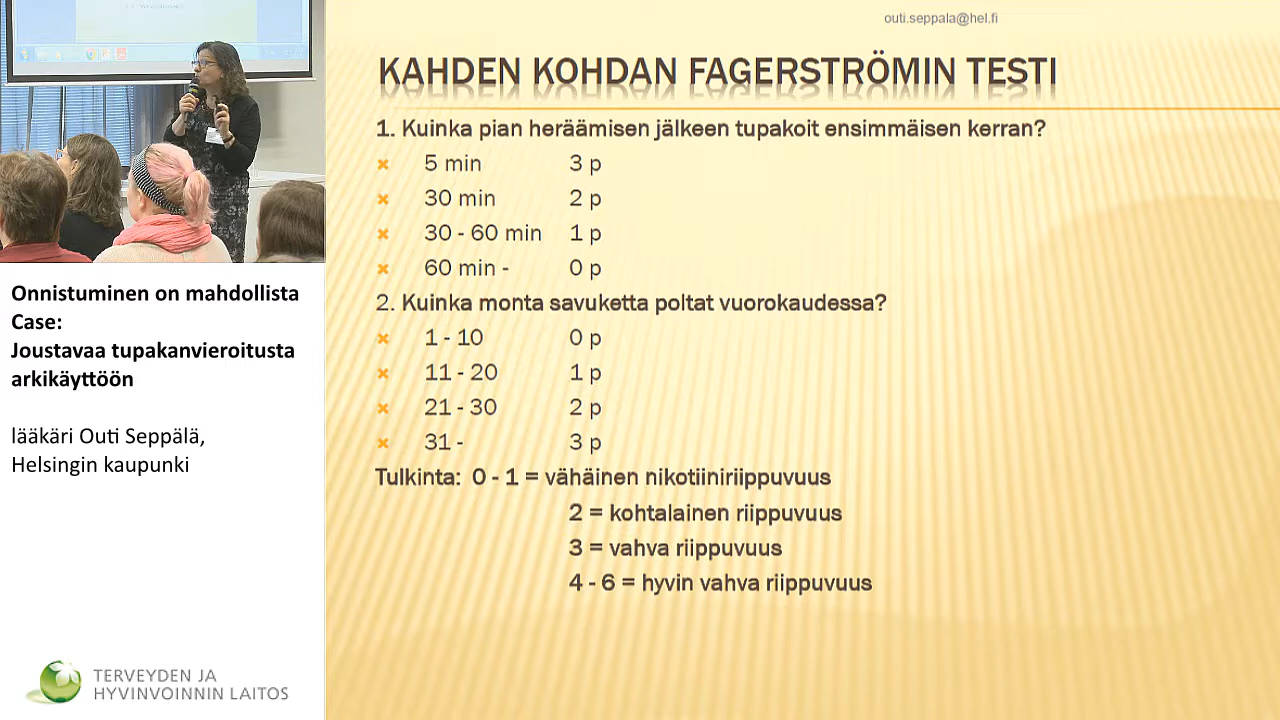 outi.seppala@hel.fi
KAHDEN KOHDAN FAGERSTRÖMIN TESTI
1. Kuinka pian heräämisen jälkeen tupakoit ensimmäisen kerran?
5 min 3 p
30 min 2 p
30 - 60 min 1 p
60 min - 0 p
2. Kuinka monta savuketta poltat vuorokaudessa?
1 - 10 0 p
11 - 20 1 p
21 - 30 2 p
31 - 3 p
Tulkinta: 0 - 1 = vähäinen nikotiiniriippuvuus
2 = kohtalainen riippuvuus
3 = vahva riippuvuus
4 - 6 = hyvin vahva riippuvuus
Onnistuminen on mahdollista
Case:
Joustavaa tupakanvieroitusta
arkikäyttöön
lääkäri Outi Seppälä,
Helsingin kaupunki
TERVEYDEN JA
HYVINVOINNIN LAITOS